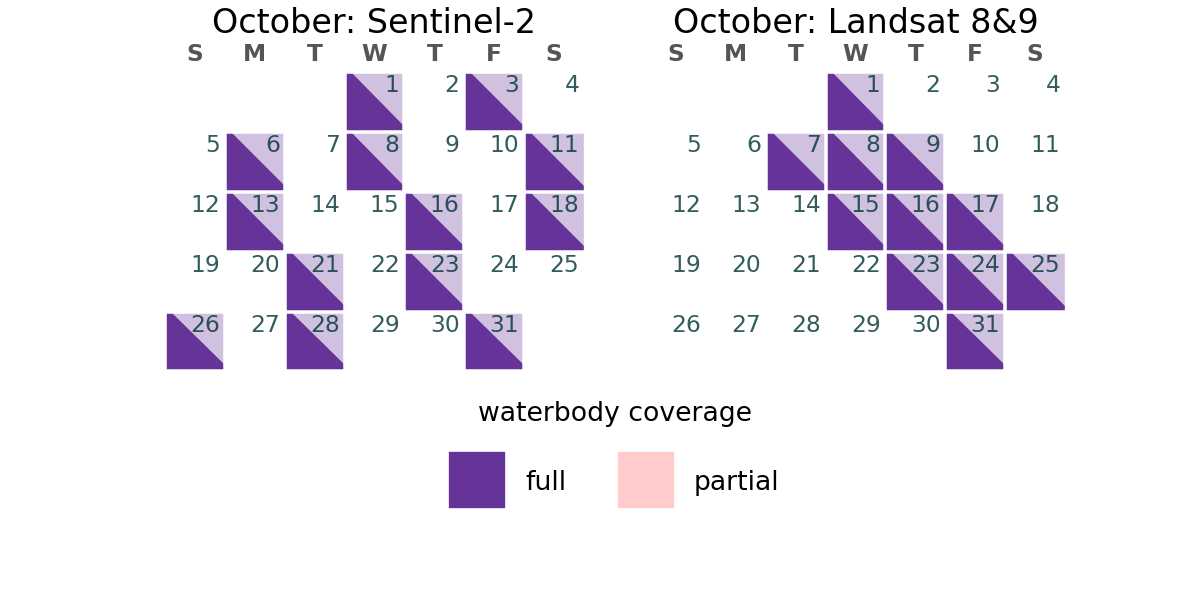 October: Sentinel-2
S M T W T F S
1 2 3 4
5 6 7 8 9 10 11
12 13 14 15 16 17 18
19 20 21 22 23 24 25
26 27 28 29 30 31
October: Landsat 8&9
S M T W T F S
1 2 3 4
5 6 7 8 9 10 11
12 13 14 15 16 17 18
19 20 21 22 23 24 25
26 27 28 29 30 31
waterbody coverage
full partial